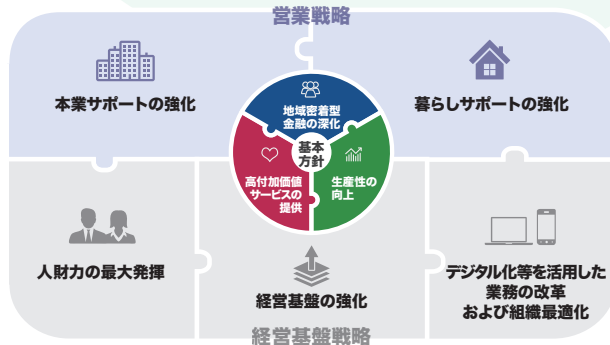 営業戦略
本業サポートの強化
暮らしサポートの強化
地域密着型
金融の深化
基本
方針
高付加価値
サービスの
提供
生産性の
向上
人財力の最大発揮
経営基盤の強化
デジタル化等を活用した
業務の改革
および組織最適化
経営基盤戦略